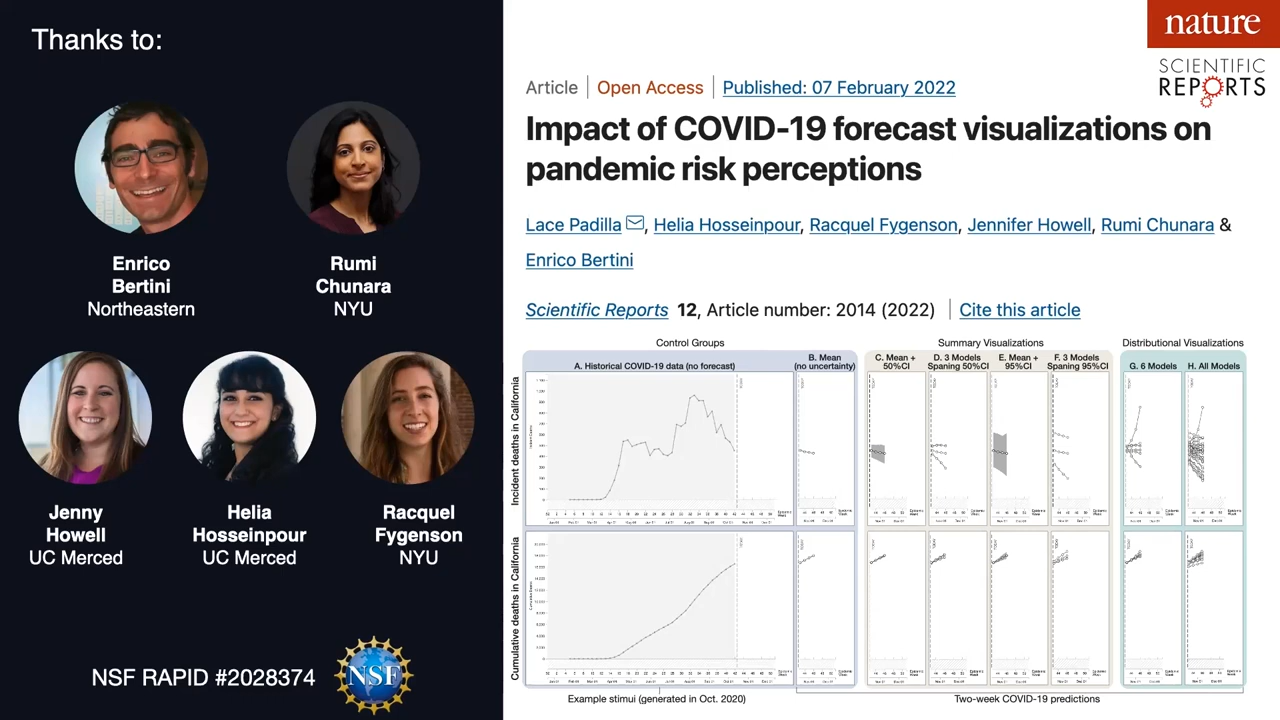 Thanks to:
Enrico
Bertini
Northeastern
Rumi
Chunara
NYU
Jenny
Howell
UC Merced
Helia
Hosseinpour
UC Merced
Racquel
Fygenson
NYU
NSF RAPID #2028374
NSF
nature
SCIENTIFIC
REPORTS
Article | Open Access | Published: 07 February 2022
Impact of COVID-19 forecast visualizations on
pandemic risk perceptions
Lace Padilla, Helia Hosseinpour, Racquel Fygenson, Jennifer Howell, Rumi Chunara &
Enrico Bertini
Scientific Reports 12, Article number: 2014 (2022) | Cite this article
Control Groups
Summary Visualizations
Distributional Visualizations
A. Historical COVID-19 data (no forecast)
B. Mean
(no uncertainty)
C. Mean +
50%CI
D. 3 Models
Spaning 50%CI
E. Mean +
95%CI
F. 3 Models
Spaning 95%CI
G. 6 Models
H. All Models
Incident deaths in California
Cumulative deaths in California
Example stimui (generated in Oct. 2020)
Two-week COVID-19 predictions